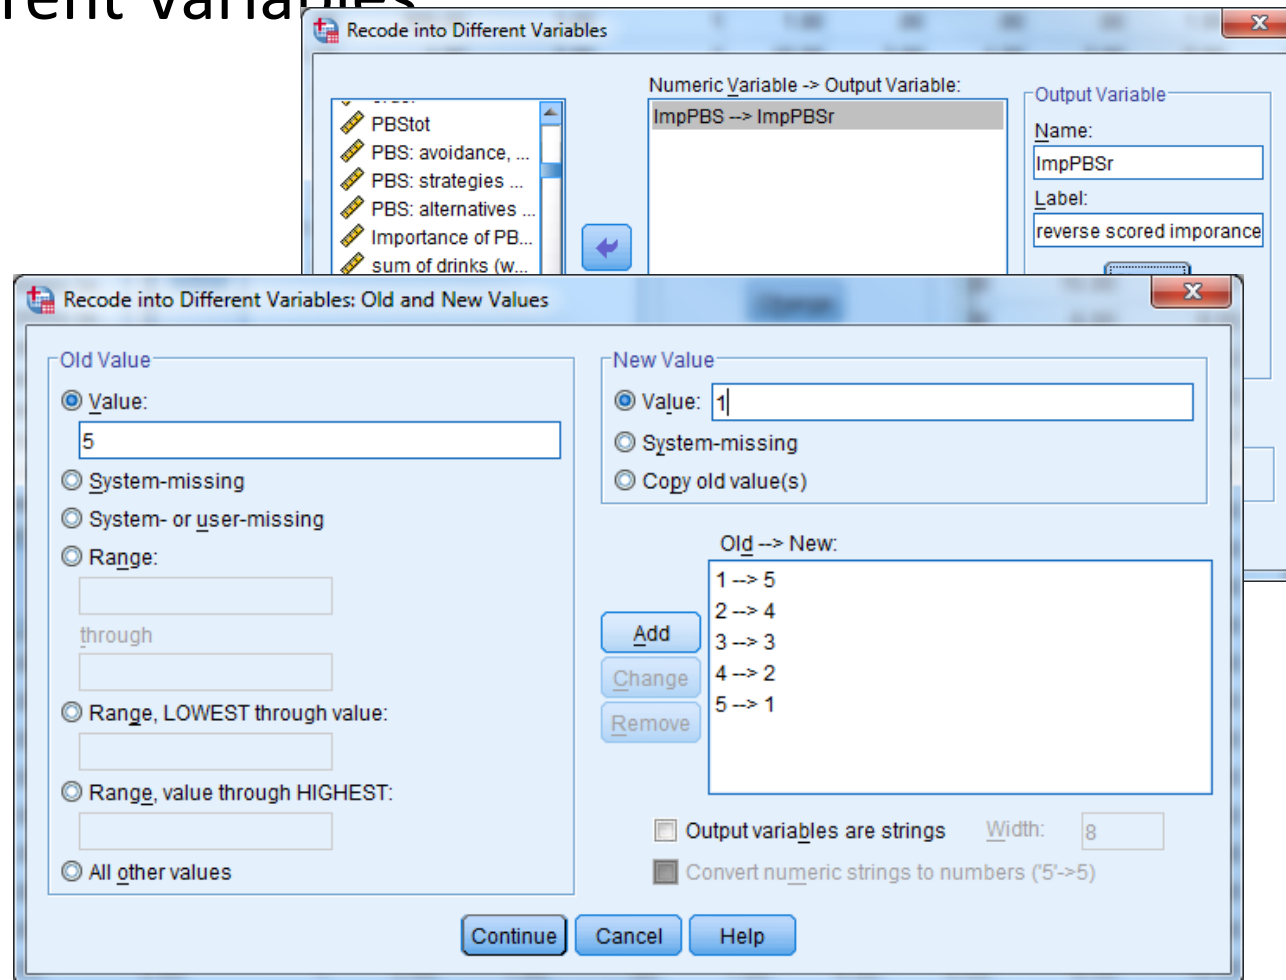 Recode into Different Variables
Numeric Variable -> Output Variable:
PBStot
PBS: avoidance, ...
PBS: strategies ...
PBS: alternatives ...
Importance of PB...
sum of drinks (w...
ImpPBS --> ImpPBSr
Output Variable
Name:
ImpPBSr
Label:
reverse scored imporance
Recode into Different Variables: Old and New Values
Old Value
Value:
5
System-missing
System- or user-missing
Range:
through
Range, LOWEST through value:
Range, value through HIGHEST:
All other values
New Value
Value: 1
System-missing
Copy old value(s)
Old --> New:
1 --> 5
2 --> 4
3 --> 3
4 --> 2
5 --> 1
Add
Change
Remove
Output variables are strings Width: 8
Convert numeric strings to numbers ('5'->5)
Continue Cancel Help